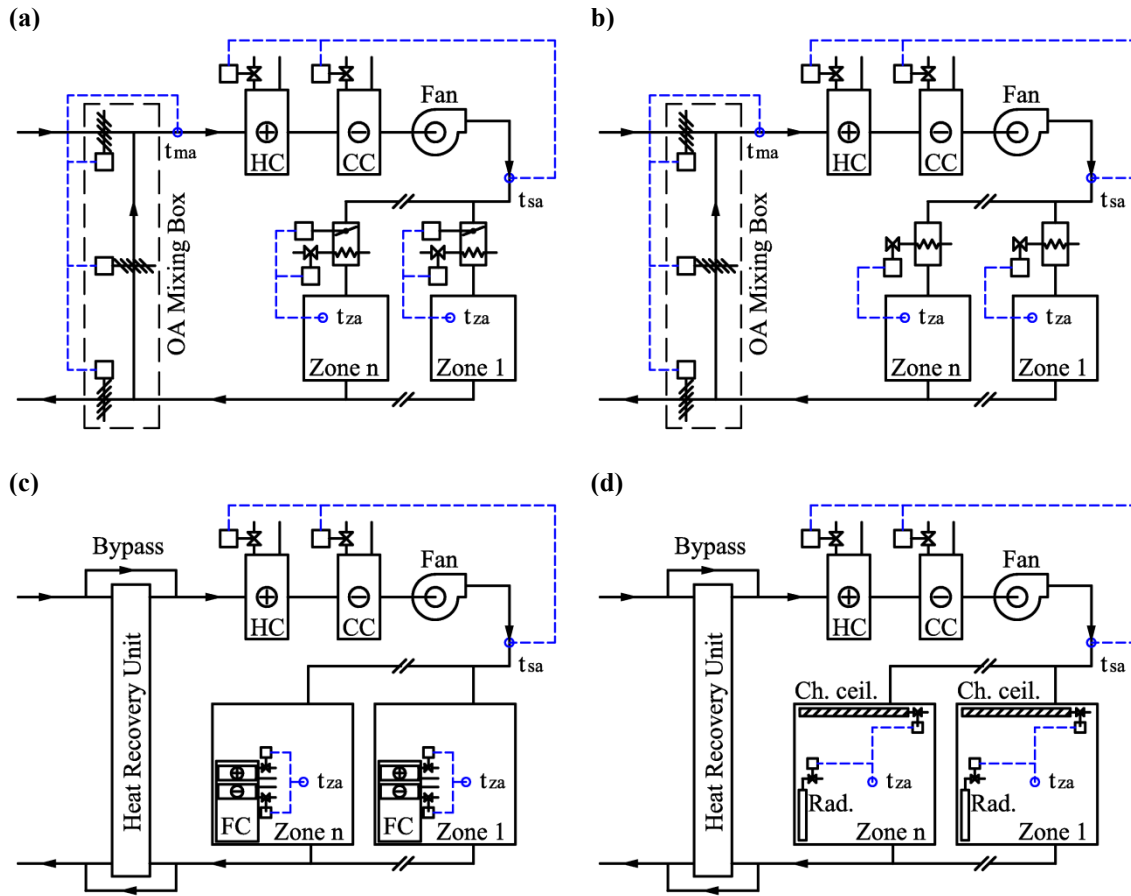 (a)
Fan
HC
CC
tma
tsa
OA Mixing Box
tza
tza
Zone n
Zone 1
(b)
Fan
HC
CC
tma
tsa
OA Mixing Box
tza
tza
Zone n
Zone 1
(c)
Bypass
Fan
HC
CC
tsa
Heat Recovery Unit
tza
tza
FC
FC
Zone n
Zone 1
(d)
Bypass
Fan
HC
CC
tsa
Heat Recovery Unit
Ch. ceil.
Ch. ceil.
tza
tza
Rad.
Rad.
Zone n
Zone 1